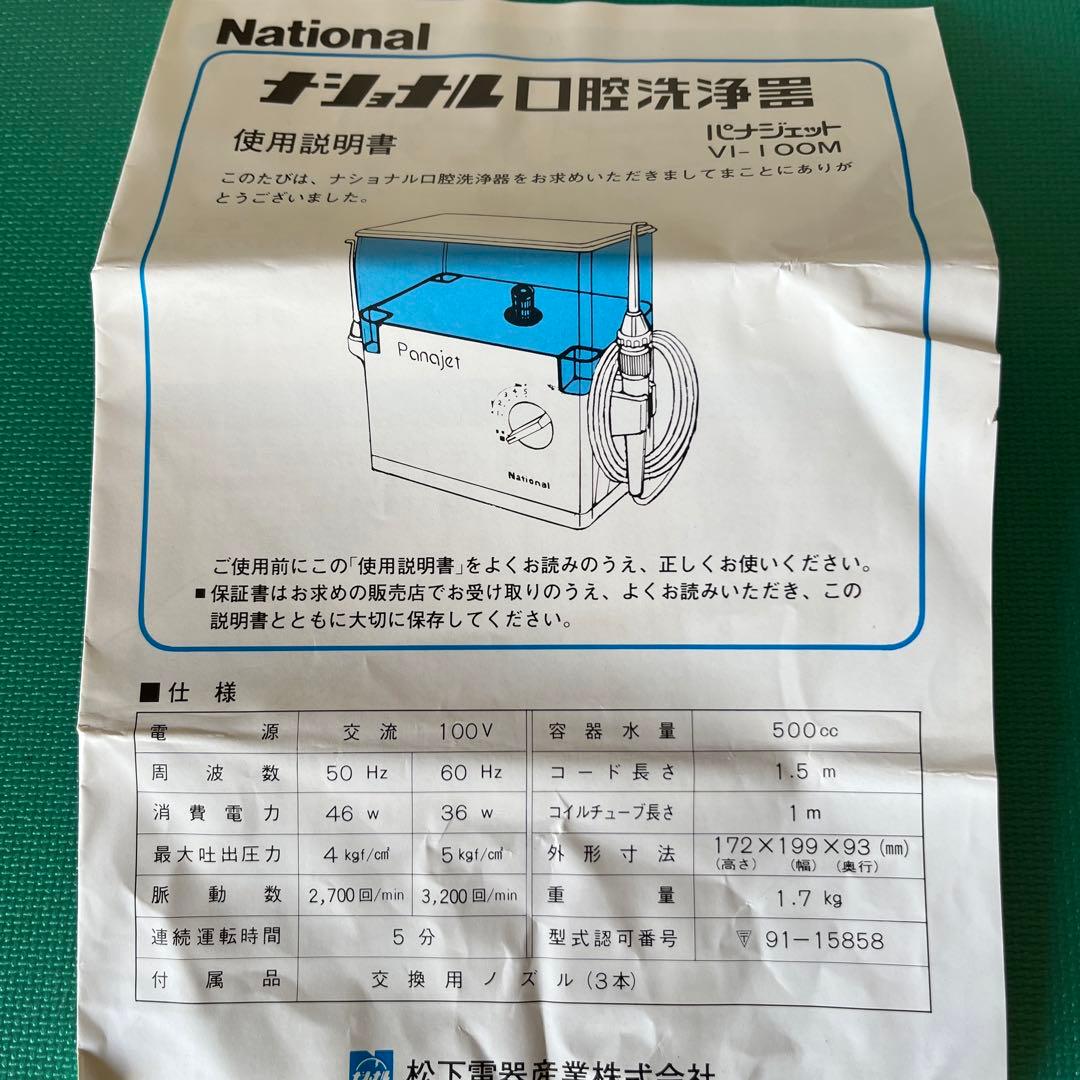 National
ナショナル口腔洗浄器
パナジェット
使用説明書
VI-100M
このたびは、ナショナル口腔洗浄器をお求めいただきましてまことにありが
とうございました。
Panajet
1 2 3 4 5
National
ご使用前にこの「使用説明書」をよくお読みのうえ、正しくお使いください。
■保証書はお求めの販売店でお受け取りのうえ、よくお読みいただき、この
説明書とともに大切に保存してください。
■仕様
電源 交流 100V 容器水量 500cc
周波数 50 Hz 60 Hz コード長さ 1.5 m
消費電力 46 w 36 w コイルチューブ長さ 1 m
最大吐出圧力 4 kgf/cm² 5 kgf/cm² 外形寸法 172×199×93 (mm)
(高さ) (幅) (奥行)
脈動数 2,700回/min 3,200回/min 重量 1.7 kg
連続運転時間 5分 型式認可番号 〒 91-15858
付属品 交換用ノズル(3本)
ナショナル 松下電器産業株式会社